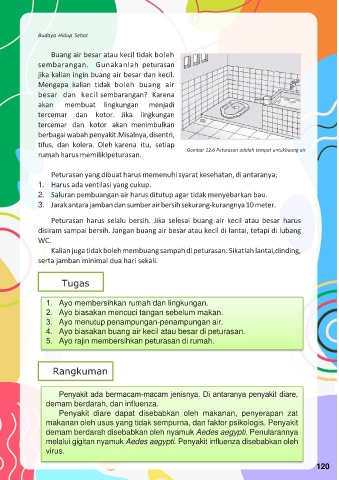 Budaya Hidup Sehat
Buang air besar atau kecil tidak boleh
sembarangan. Gunakanlah peturasan
jika kalian ingin buang air besar dan kecil.
Mengapa kalian tidak boleh buang air
besar dan kecil sembarangan? Karena
akan membuat lingkungan menjadi
tercemar dan kotor. Jika lingkungan
tercemar dan kotor akan menimbulkan
berbagai wabah penyakit.Misalnya, disentri,
tifus, dan kolera. Oleh karena itu, setiap
rumah harus memilikipeturasan.
Gambar 12.6 Peturasan adalah tempat untukbuang air
Peturasan yang dibuat harus memenuhi syarat kesehatan, di antaranya;
1. Harus ada ventilasi yang cukup.
2. Saluran pembuangan air harus ditutup agar tidak menyebarkan bau.
3. Jarak antara jamban dan sumber air bersih sekurang-kurangnya 10 meter.
Peturasan harus selalu bersih. Jika selesai buang air kecil atau besar harus
disiram sampai bersih. Jangan buang air besar atau kecil di lantai, tetapi di lubang
WC.
Kalian juga tidak boleh membuang sampah di peturasan. Sikatlah lantai,dinding,
serta jamban minimal dua hari sekali.
Tugas
1. Ayo membersihkan rumah dan lingkungan.
2. Ayo biasakan mencuci tangan sebelum makan.
3. Ayo menutup penampungan-penampungan air.
4. Ayo biasakan buang air kecil atau besar di peturasan.
5. Ayo rajin membersihkan peturasan di rumah.
Rangkuman
Penyakit ada bermacam-macam jenisnya. Di antaranya penyakit diare,
demam berdarah, dan influenza.
Penyakit diare dapat disebabkan oleh makanan, penyerapan zat
makanan oleh usus yang tidak sempurna, dan faktor psikologis. Penyakit
demam berdarah disebabkan oleh nyamuk Aedes aegypti. Penularannya
melalui gigitan nyamuk Aedes aegypti. Penyakit influenza disebabkan oleh
virus.
120